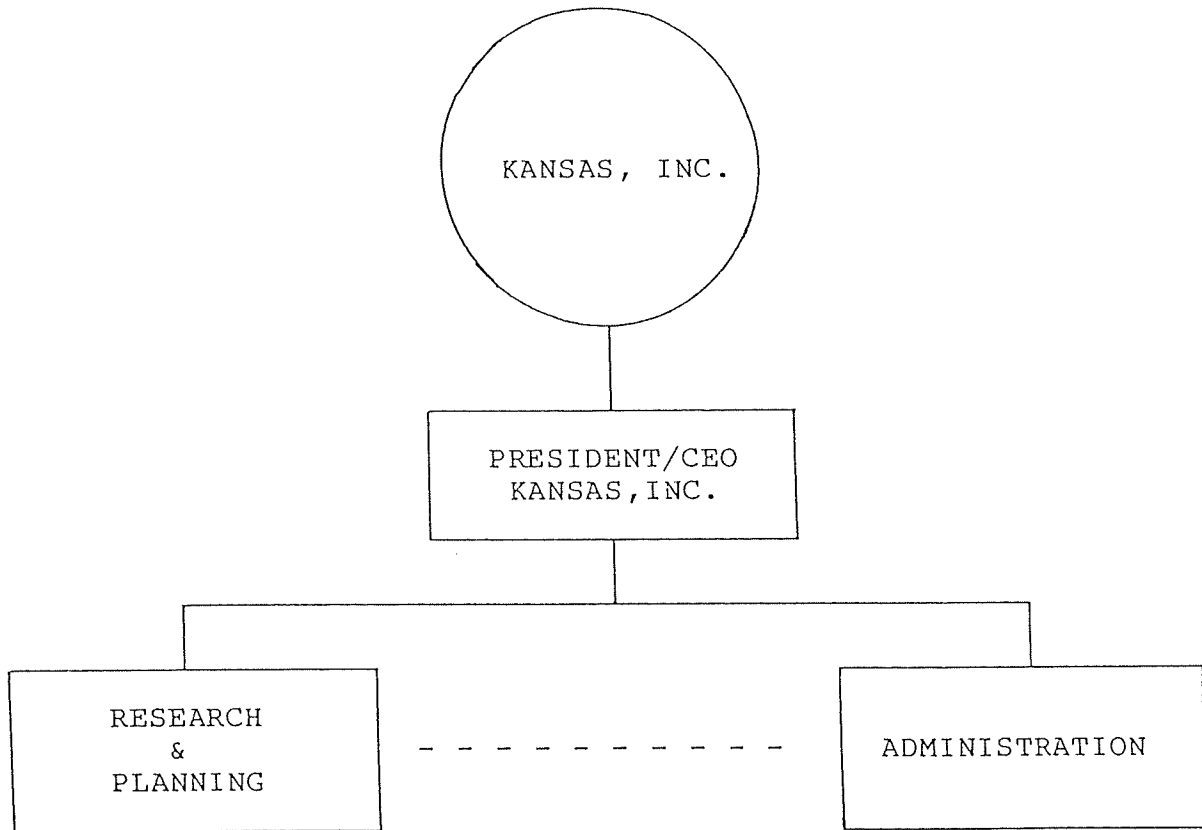 KANSAS, INC.
PRESIDENT/CEO
KANSAS,INC.
RESEARCH
&
PLANNING
ADMINISTRATION